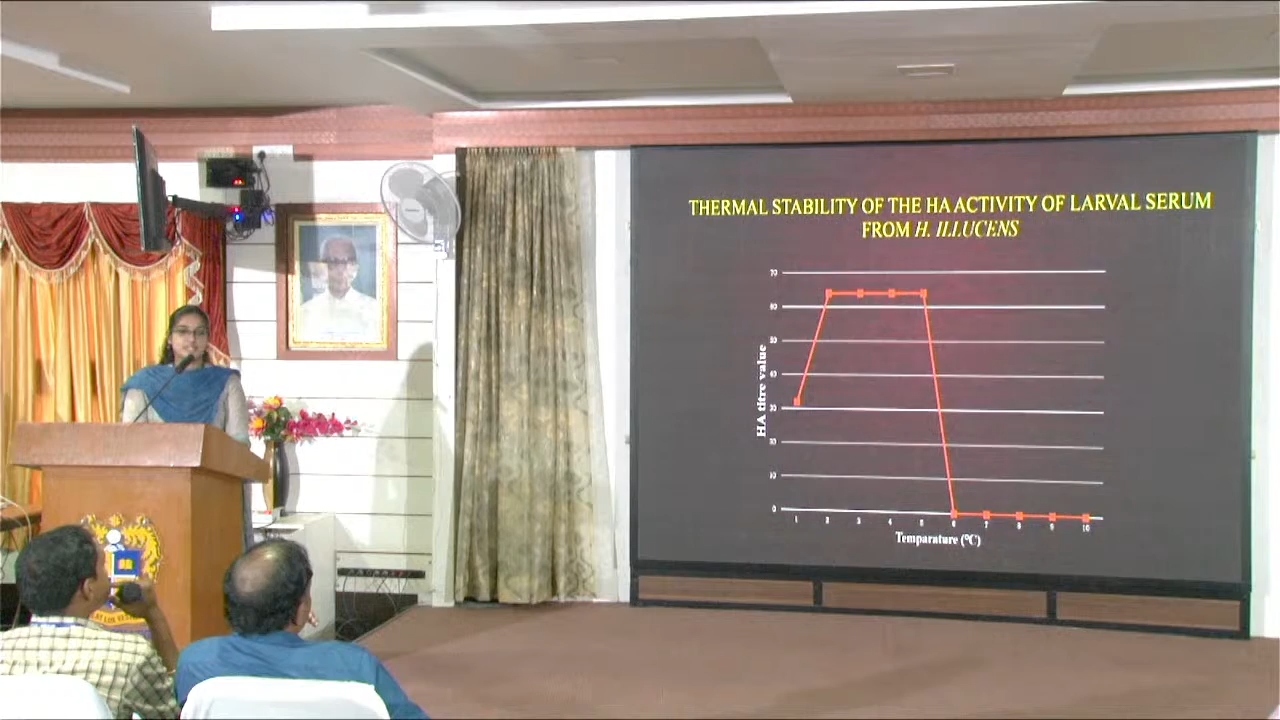 THERMAL STABILITY OF THE HA ACTIVITY OF LARVAL SERUM
FROM H. ILLUCENS
70
60
50
40
30
20
10
0
1 2 3 4 5 6 7 8 9 10
HA titre value
Temparature (°C)